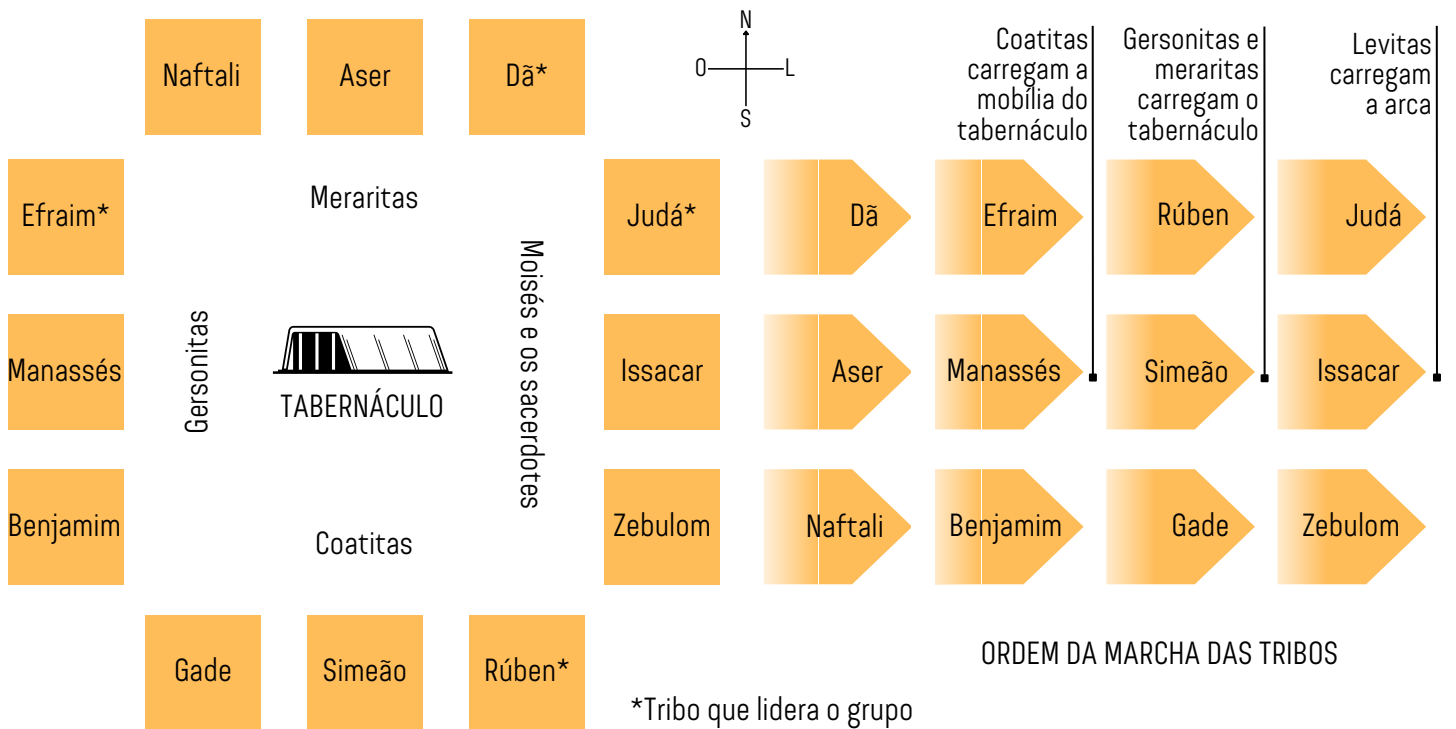 Naftali
Aser
Dã*
N
O
L
S
Coatitas
carregam a
mobília do
tabernáculo
Gersonitas e
meraritas
carregam o
tabernáculo
Levitas
carregam
a arca
Efraim*
Meraritas
Judá*
Dã
Efraim
Rúben
Judá
Manassés
Gersonitas
TABERNÁCULO
Moisés e os sacerdotes
Issacar
Aser
Manassés
Simeão
Issacar
Benjamim
Coatitas
Zebulom
Naftali
Benjamim
Gade
Zebulom
Gade
Simeão
Rúben*
ORDEM DA MARCHA DAS TRIBOS
*Tribo que lidera o grupo